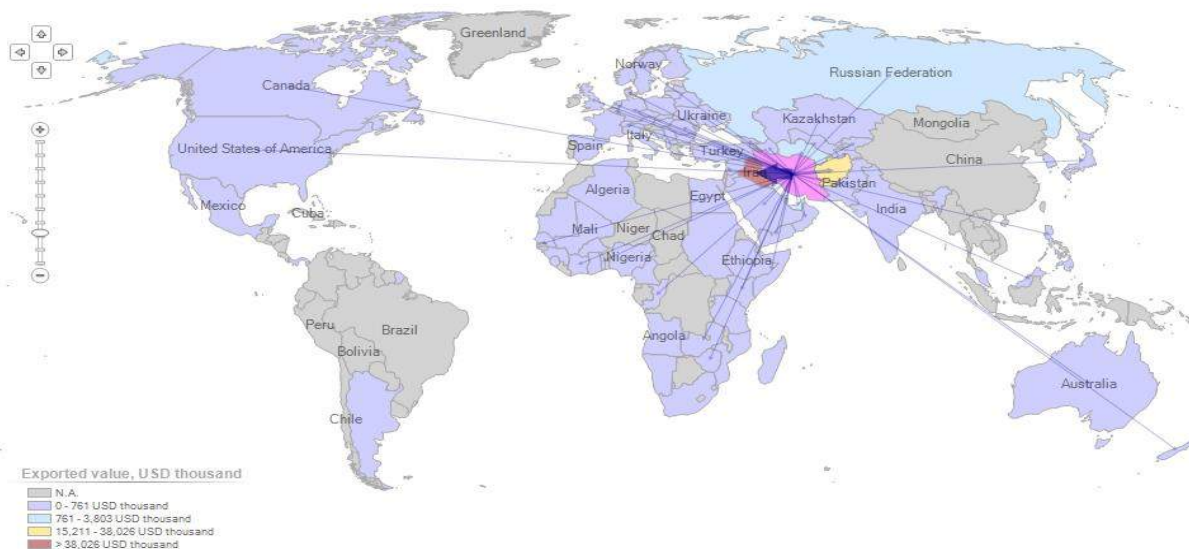 Greenland
Norway
Russian Federation
Canada
Ukraine
Kazakhstan
Mongolia
Italy
Spain
Turkey
United States of America
China
Iran
Pakistan
Algeria
Egypt
Mexico
Cuba
India
Mali
Niger
Chad
Nigeria
Ethiopia
Peru
Brazil
Angola
Bolivia
Australia
Chile
Exported value, USD thousand
N.A.
0 - 761 USD thousand
761 - 3,803 USD thousand
15,211 - 38,026 USD thousand
> 38,026 USD thousand